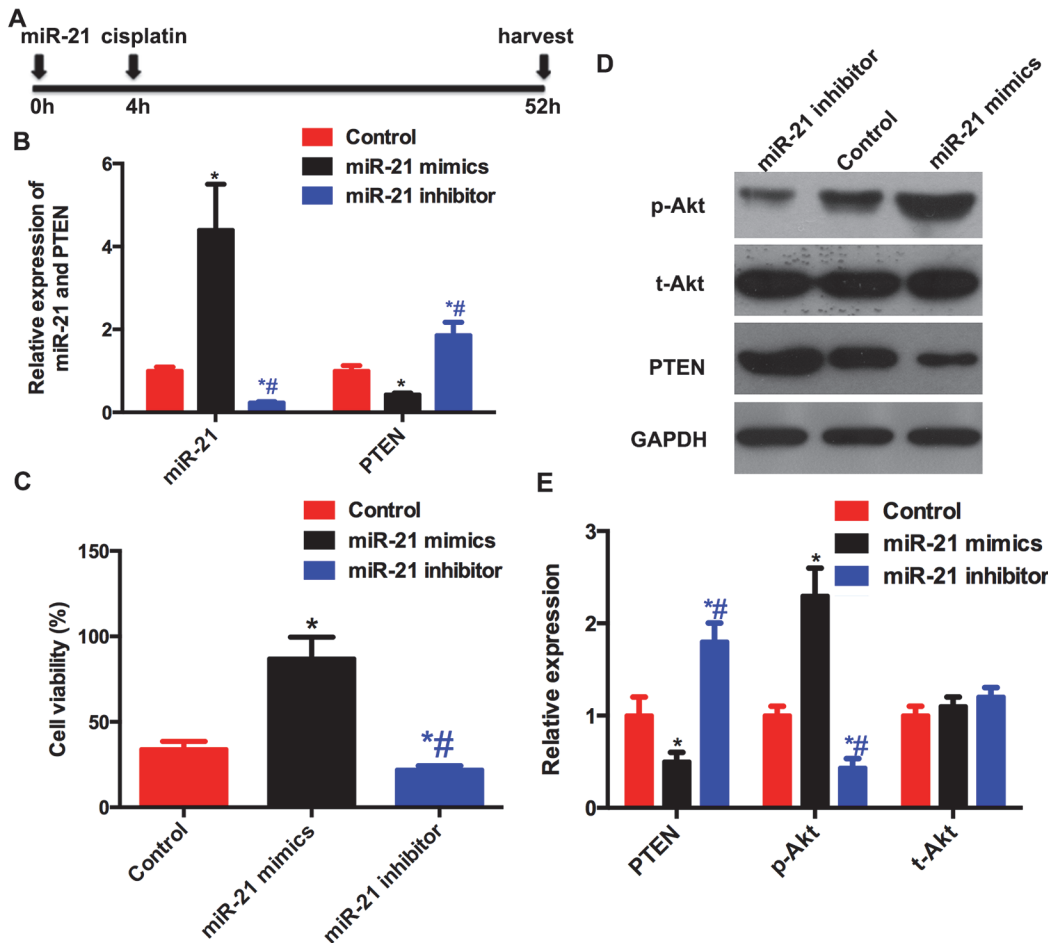 A
miR-21 cisplatin harvest
0h 4h 52h
B
Control
miR-21 mimics
miR-21 inhibitor
Relative expression of
miR-21 and PTEN
6
4
2
0
*
*#
*
*#
miR-21 PTEN
C
Control
miR-21 mimics
miR-21 inhibitor
Cell viability (%)
150
100
50
0
*
*#
Control
miR-21 mimics
miR-21 inhibitor
D
miR-21 inhibitor
Control
miR-21 mimics
p-Akt
t-Akt
PTEN
GAPDH
E
Control
miR-21 mimics
miR-21 inhibitor
Relative expression
3
2
1
0
*
*#
*
*#
PTEN p-Akt t-Akt